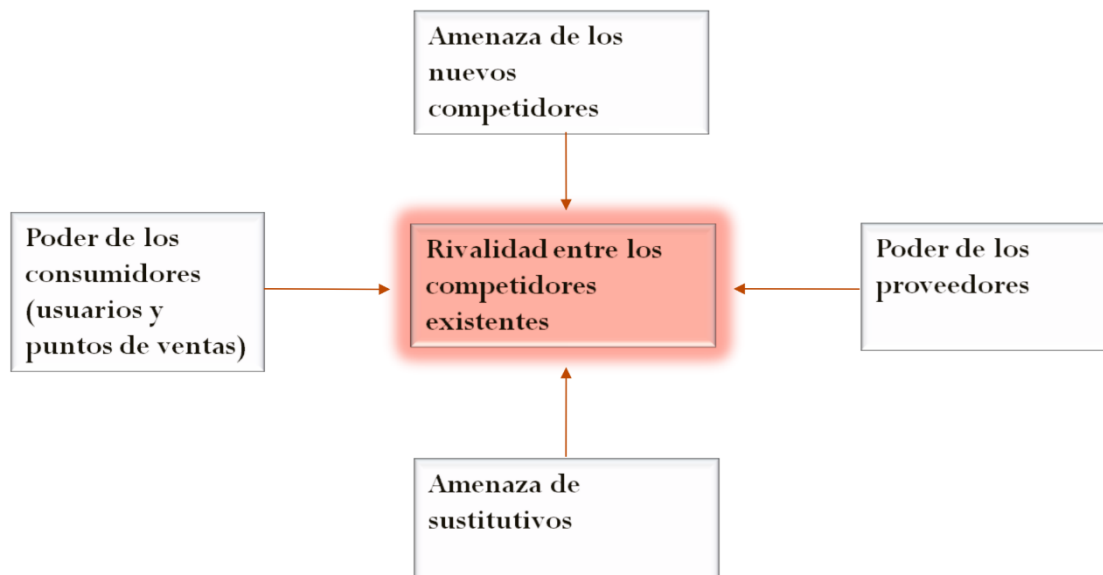 Amenaza de los
nuevos
competidores
Poder de los
consumidores
(usuarios y
puntos de ventas)
Rivalidad entre los
competidores
existentes
Poder de los
proveedores
Amenaza de
sustitutivos